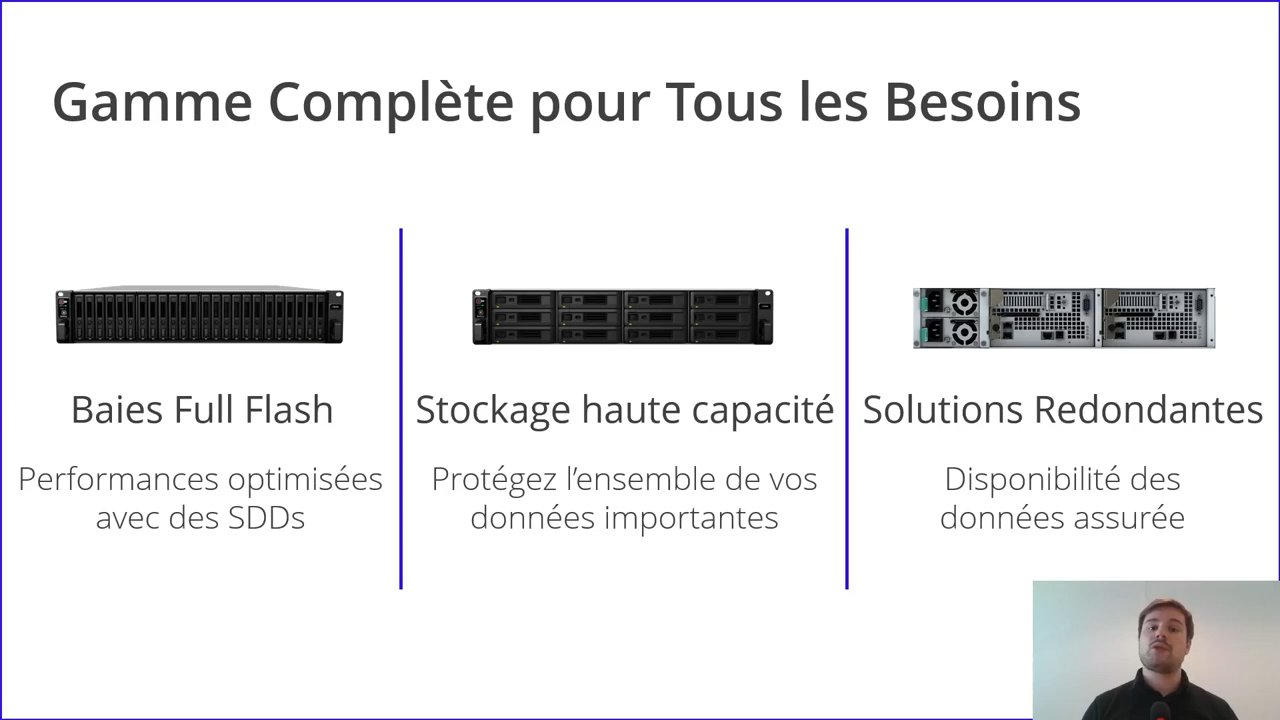 Gamme Complète pour Tous les Besoins
Baies Full Flash
Performances optimisées
avec des SDDs
Stockage haute capacité
Protégez l’ensemble de vos
données importantes
Solutions Redondantes
Disponibilité des
données assurée